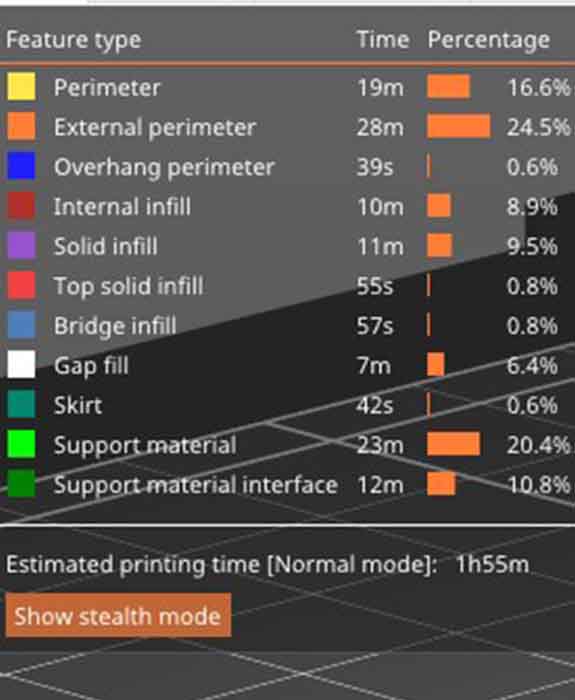 Feature type Time Percentage
Perimeter 19m 16.6%
External perimeter 28m 24.5%
Overhang perimeter 39s 0.6%
Internal infill 10m 8.9%
Solid infill 11m 9.5%
Top solid infill 55s 0.8%
Bridge infill 57s 0.8%
Gap fill 7m 6.4%
Skirt 42s 0.6%
Support material 23m 20.4%
Support material interface 12m 10.8%
Estimated printing time [Normal mode]: 1h55m
Show stealth mode